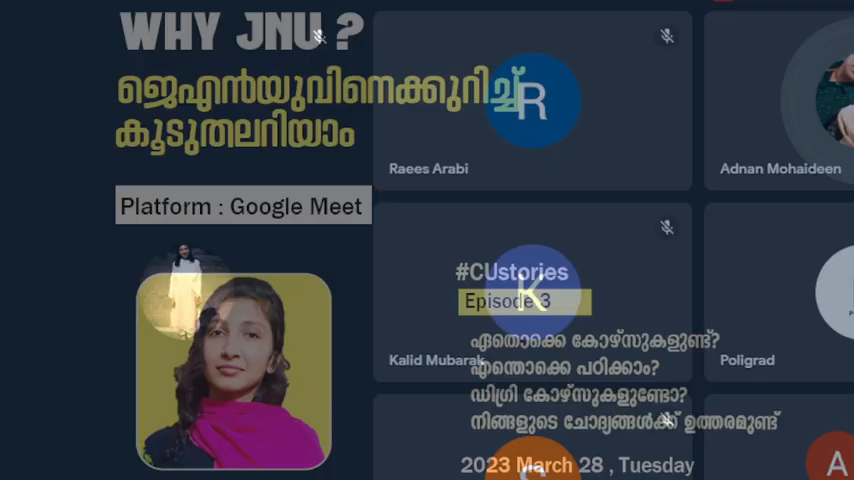 WHY JNU ?
ജെഎൻയുവിനെക്കുറിച്ച്
കൂടുതലറിയാം
R
Raees Arabi
Adnan Mohaideen
Platform : Google Meet
#CUstories
Episode 3
K
ഏതൊക്കെ കോഴ്സുകളുണ്ട്?
Kalid Mubarak
Poligrad
എന്തൊക്കെ പഠിക്കാം?
ഡിഗ്രി കോഴ്സുകളുണ്ടോ?
നിങ്ങളുടെ ചോദ്യങ്ങൾക്ക് ഉത്തരമുണ്ട്
2023 March 28 , Tuesday
A